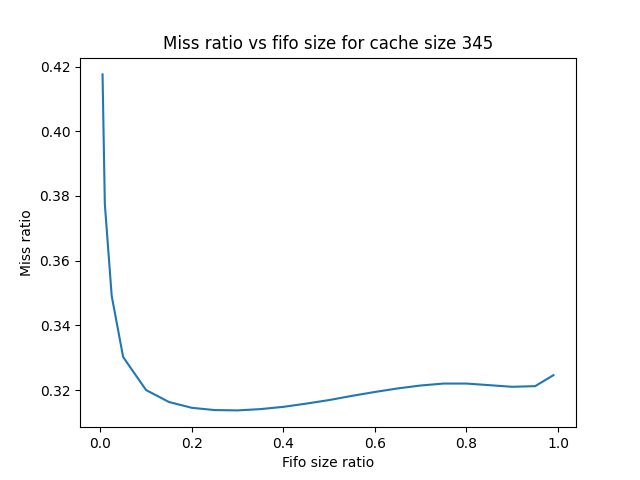 Miss ratio vs fifo size for cache size 345
0.42
0.40
0.38
0.36
0.34
0.32
Miss ratio
0.0 0.2 0.4 0.6 0.8 1.0
Fifo size ratio